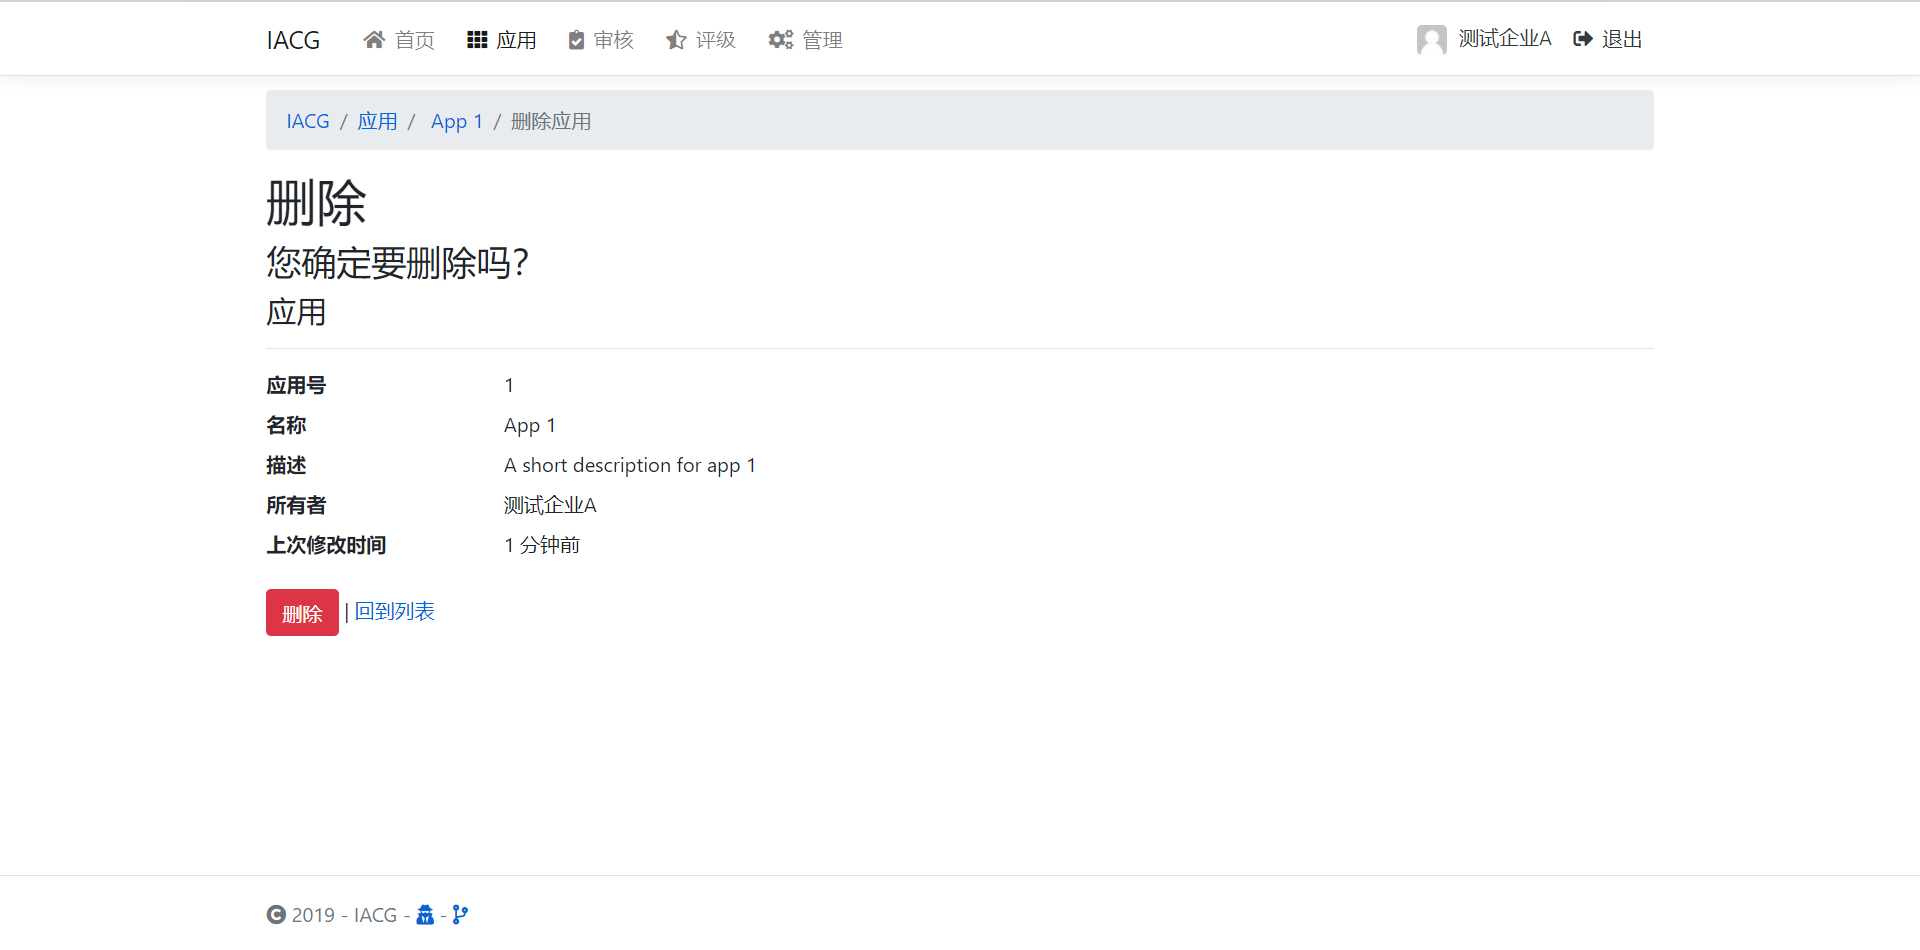 IACG 首页 应用 审核 评级 管理 测试企业A 退出
IACG / 应用 / App 1 / 删除应用
删除
您确定要删除吗？
应用
应用号 1
名称 App 1
描述 A short description for app 1
所有者 测试企业A
上次修改时间 1 分钟前
删除 | 回到列表
© 2019 - IACG - -